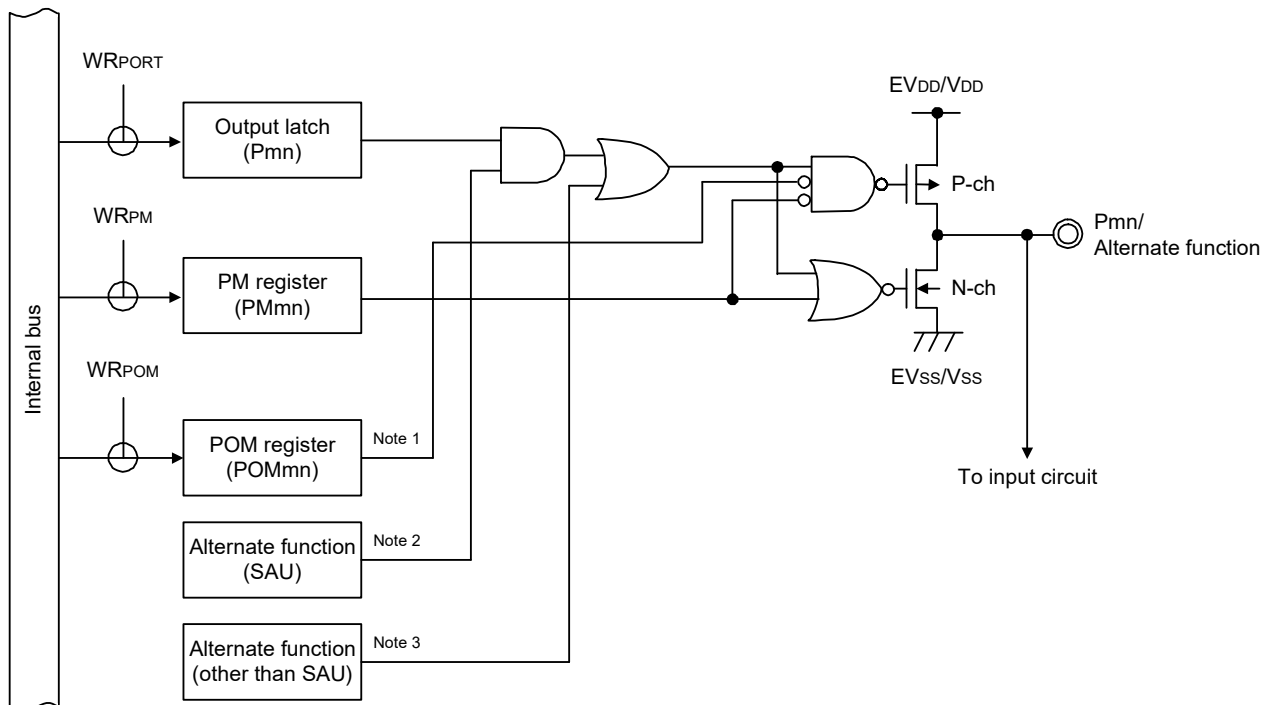 WRPORT
Output latch
(Pmn)
EVDD/VDD
P-ch
Pmn/
Alternate function
WRPM
PM register
(PMmn)
N-ch
EVSS/VSS
Internal bus
WRPOM
POM register
(POMmn)
Note 1
To input circuit
Alternate function
(SAU)
Note 2
Alternate function
(other than SAU)
Note 3